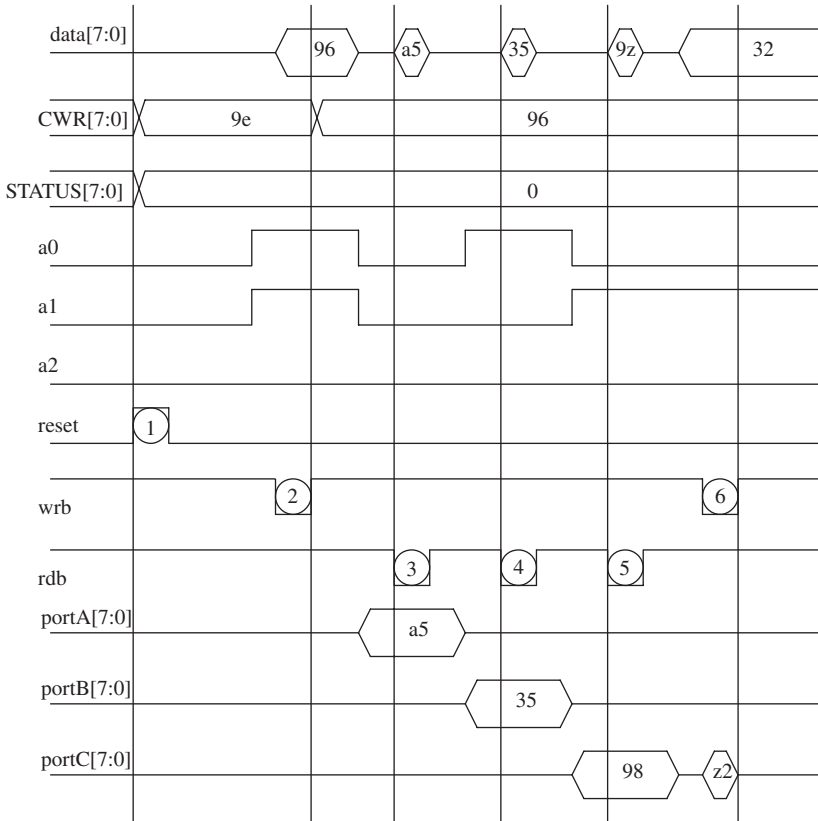 data[7:0] 96 a5 35 9z 32
CWR[7:0] 9e 96
STATUS[7:0] 0
a0
a1
a2
reset 1
wrb 2 6
rdb 3 4 5
portA[7:0] a5
portB[7:0] 35
portC[7:0] 98 z2